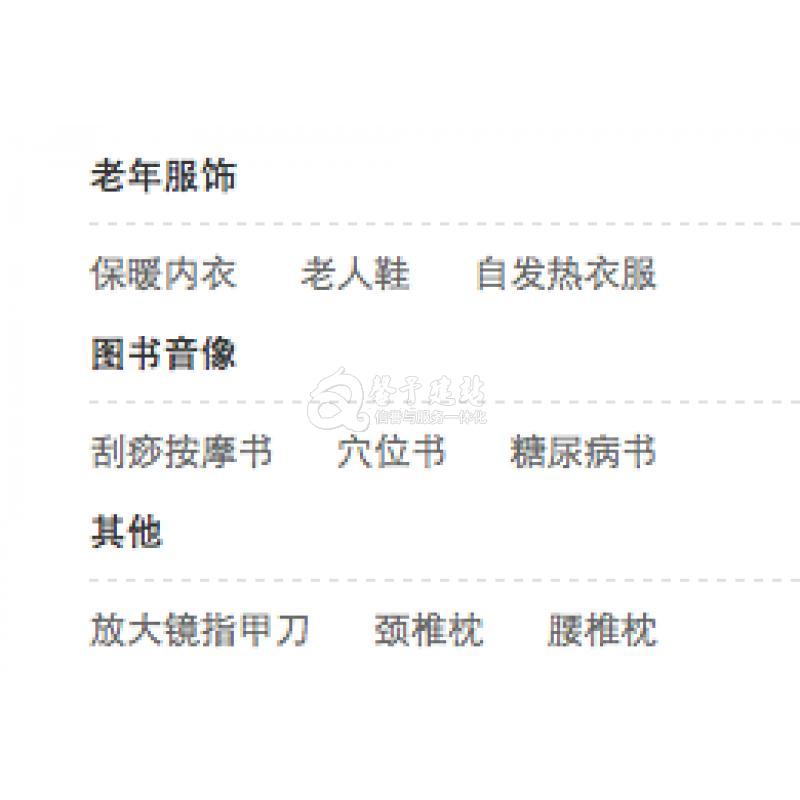 老年服饰
保暖内衣 老人鞋 自发热衣服
图书音像
信誉与服务一体化
刮痧按摩书 穴位书 糖尿病书
其他
放大镜指甲刀 颈椎枕 腰椎枕